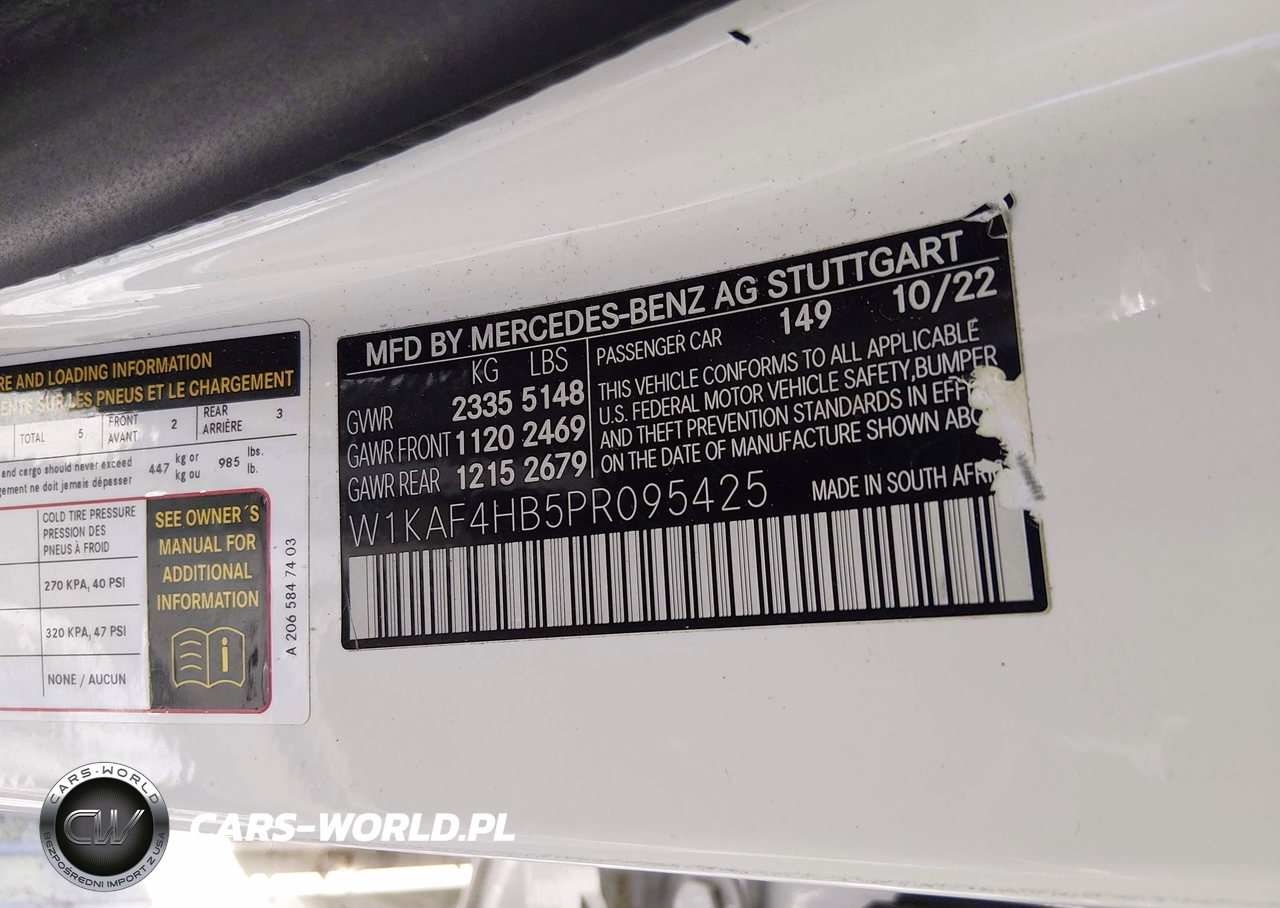 RE AND LOADING INFORMATION
ENTS SUR LES PNEUS ET LE CHARGEMENT
TOTAL 5 FRONT AVANT 2 REAR ARRIÈRE 3
and cargo should never exceed
gement ne doit jamais dépasser
447 kg or kg ou 985 lbs. lb.
COLD TIRE PRESSURE
PRESSION DES
PNEUS À FROID
270 KPA, 40 PSI
320 KPA, 47 PSI
NONE / AUCUN
SEE OWNER´S
MANUAL FOR
ADDITIONAL
INFORMATION
A 206 584 74 03
MFD BY MERCEDES-BENZ AG STUTTGART
KG LBS
GVWR 2335 5148
GAWR FRONT 1120 2469
GAWR REAR 1215 2679
PASSENGER CAR 149 10/22
THIS VEHICLE CONFORMS TO ALL APPLICABLE
U.S. FEDERAL MOTOR VEHICLE SAFETY,BUMPER
AND THEFT PREVENTION STANDARDS IN EFF
ON THE DATE OF MANUFACTURE SHOWN ABO
W1KAF4HB5PR095425
MADE IN SOUTH AFRI
CARS-WORLD
CW
BEZPOŚREDNI IMPORT Z USA
CARS-WORLD.PL